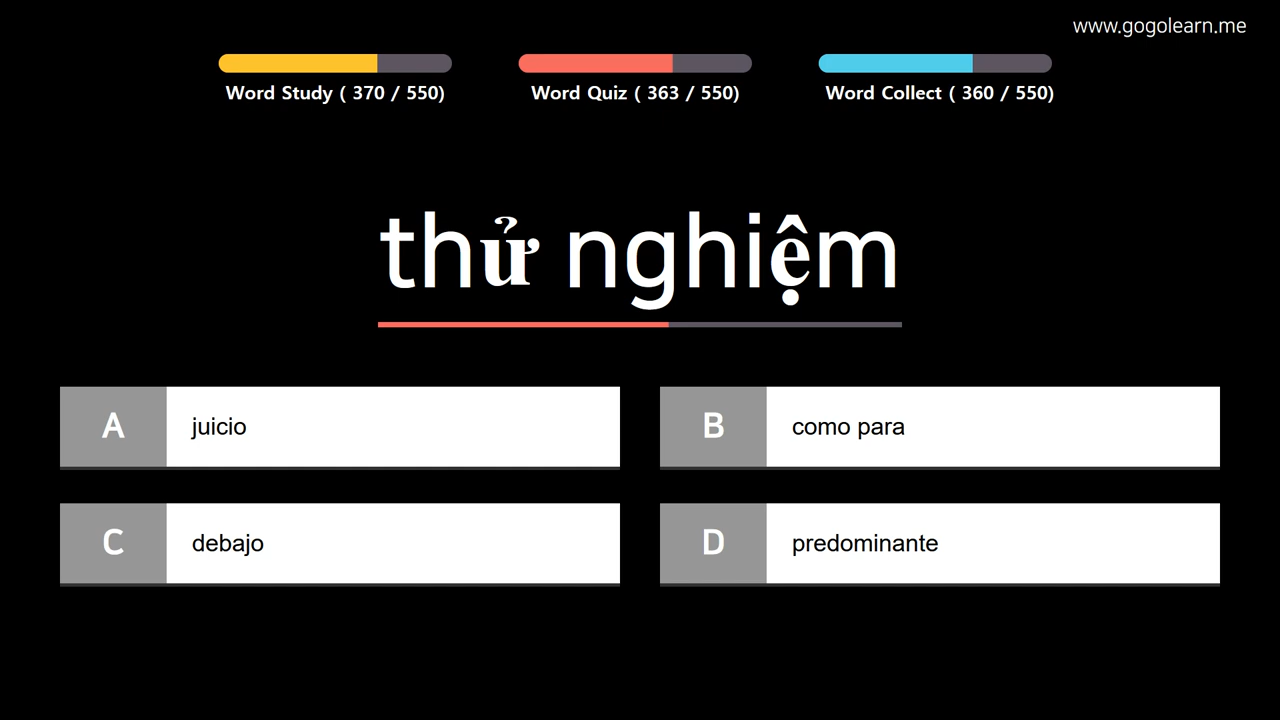 www.gogolearn.me
Word Study ( 370 / 550)
Word Quiz ( 363 / 550)
Word Collect ( 360 / 550)
thử nghiệm
A juicio
B como para
C debajo
D predominante